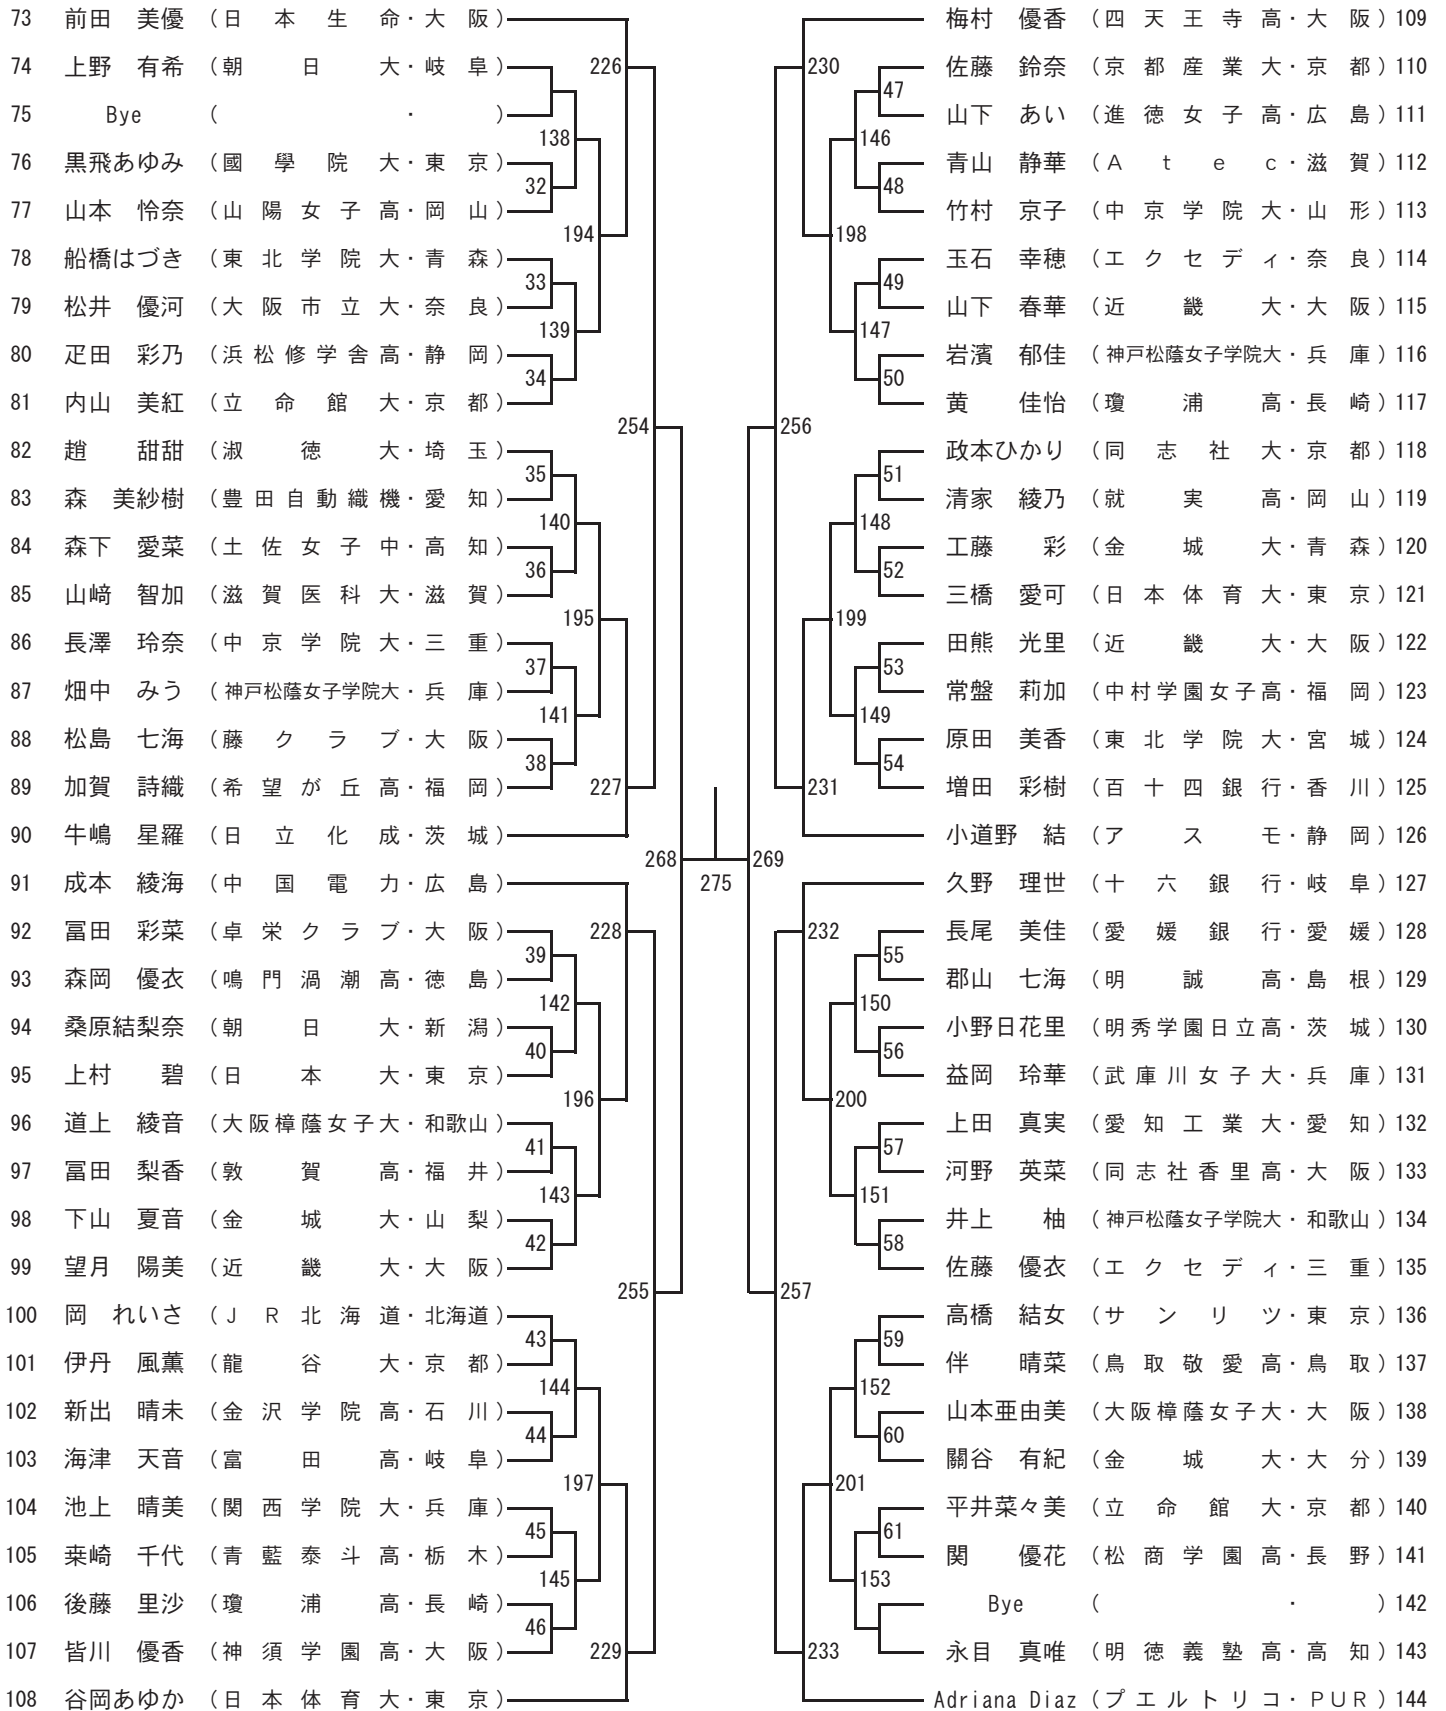 73 前田 美優 (日本生命・大阪)
74 上野 有希 (朝日大・岐阜)
75 Bye ( ・ )
76 黒飛あゆみ (國學院大・東京)
77 山本 怜奈 (山陽女子高・岡山)
78 船橋はづき (東北学院大・青森)
79 松井 優河 (大阪市立大・奈良)
80 疋田 彩乃 (浜松修学舎高・静岡)
81 内山 美紅 (立命館大・京都)
82 趙 甜甜 (淑徳大・埼玉)
83 森 美紗樹 (豊田自動織機・愛知)
84 森下 愛菜 (土佐女子中・高知)
85 山﨑 智加 (滋賀医科大・滋賀)
86 長澤 玲奈 (中京学院大・三重)
87 畑中 みう (神戸松蔭女子学院大・兵庫)
88 松島 七海 (藤クラブ・大阪)
89 加賀 詩織 (希望が丘高・福岡)
90 牛嶋 星羅 (日立化成・茨城)
91 成本 綾海 (中国電力・広島)
92 冨田 彩菜 (卓栄クラブ・大阪)
93 森岡 優衣 (鳴門渦潮高・徳島)
94 桑原結梨奈 (朝日大・新潟)
95 上村 碧 (日本大・東京)
96 道上 綾音 (大阪樟蔭女子大・和歌山)
97 冨田 梨香 (敦賀高・福井)
98 下山 夏音 (金城大・山梨)
99 望月 陽美 (近畿大・大阪)
100 岡 れいさ (JR北海道・北海道)
101 伊丹 風薫 (龍谷大・京都)
102 新出 晴未 (金沢学院高・石川)
103 海津 天音 (富田高・岐阜)
104 池上 晴美 (関西学院大・兵庫)
105 桒崎 千代 (青藍泰斗高・栃木)
106 後藤 里沙 (瓊浦高・長崎)
107 皆川 優香 (神須学園高・大阪)
108 谷岡あゆか (日本体育大・東京)
226
138
32
194
33
139
34
254
35
140
36
195
37
141
38
227
268
228
39
142
40
196
41
143
42
255
43
144
44
197
45
145
46
229
275
230
47
146
48
198
49
147
50
256
51
148
52
199
53
149
54
231
269
232
55
150
56
200
57
151
58
257
59
152
60
201
61
153
233
梅村 優香 (四天王寺高・大阪) 109
佐藤 鈴奈 (京都産業大・京都) 110
山下 あい (進徳女子高・広島) 111
青山 静華 (Atec・滋賀) 112
竹村 京子 (中京学院大・山形) 113
玉石 幸穂 (エクセディ・奈良) 114
山下 春華 (近畿大・大阪) 115
岩濱 郁佳 (神戸松蔭女子学院大・兵庫) 116
黄 佳怡 (瓊浦高・長崎) 117
政本ひかり (同志社大・京都) 118
清家 綾乃 (就実高・岡山) 119
工藤 彩 (金城大・青森) 120
三橋 愛可 (日本体育大・東京) 121
田熊 光里 (近畿大・大阪) 122
常盤 莉加 (中村学園女子高・福岡) 123
原田 美香 (東北学院大・宮城) 124
増田 彩樹 (百十四銀行・香川) 125
小道野 結 (アスモ・静岡) 126
久野 理世 (十六銀行・岐阜) 127
長尾 美佳 (愛媛銀行・愛媛) 128
郡山 七海 (明誠高・島根) 129
小野日花里 (明秀学園日立高・茨城) 130
益岡 玲華 (武庫川女子大・兵庫) 131
上田 真実 (愛知工業大・愛知) 132
河野 英菜 (同志社香里高・大阪) 133
井上 柚 (神戸松蔭女子学院大・和歌山) 134
佐藤 優衣 (エクセディ・三重) 135
高橋 結女 (サンリツ・東京) 136
伴 晴菜 (鳥取敬愛高・鳥取) 137
山本亜由美 (大阪樟蔭女子大・大阪) 138
關谷 有紀 (金城大・大分) 139
平井菜々美 (立命館大・京都) 140
関 優花 (松商学園高・長野) 141
Bye ( ・ ) 142
永目 真唯 (明徳義塾高・高知) 143
Adriana Diaz (プエルトリコ・PUR) 144